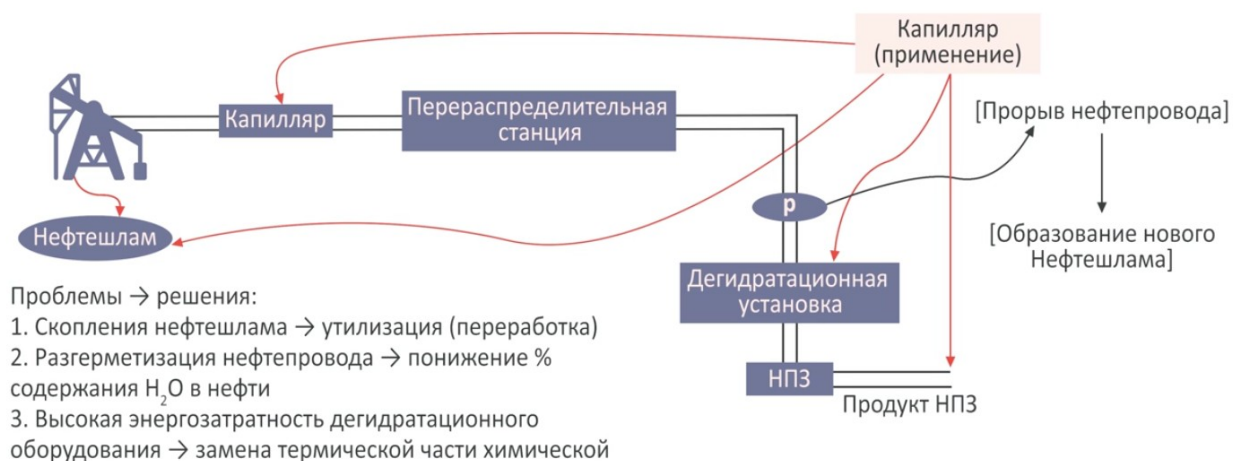 Капилляр
(применение)
Капилляр
Перераспределительная
станция
[Прорыв нефтепровода]
р
Нефтешлам
[Образование нового
Нефтешлама]
Дегидратационная
установка
НПЗ
Продукт НПЗ
Проблемы → решения:
1. Скопления нефтешлама → утилизация (переработка)
2. Разгерметизация нефтепровода → понижение %
содержания H₂O в нефти
3. Высокая энергозатратность дегидратационного
оборудования → замена термической части химической